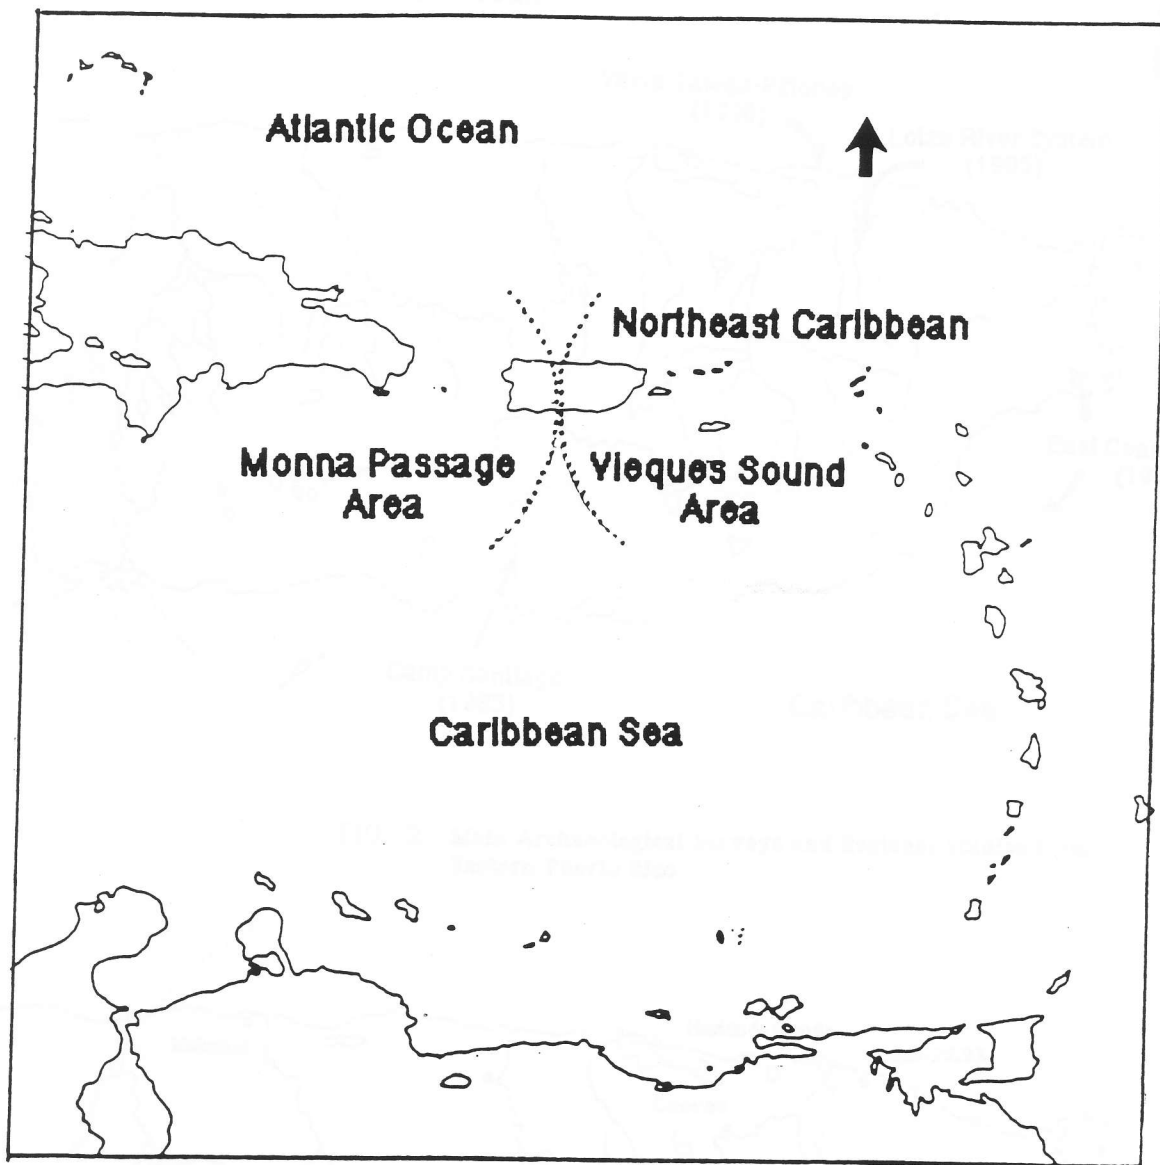 Atlantic Ocean
Northeast Caribbean
Monna Passage
Area
Vieques Sound
Area
Caribbean Sea